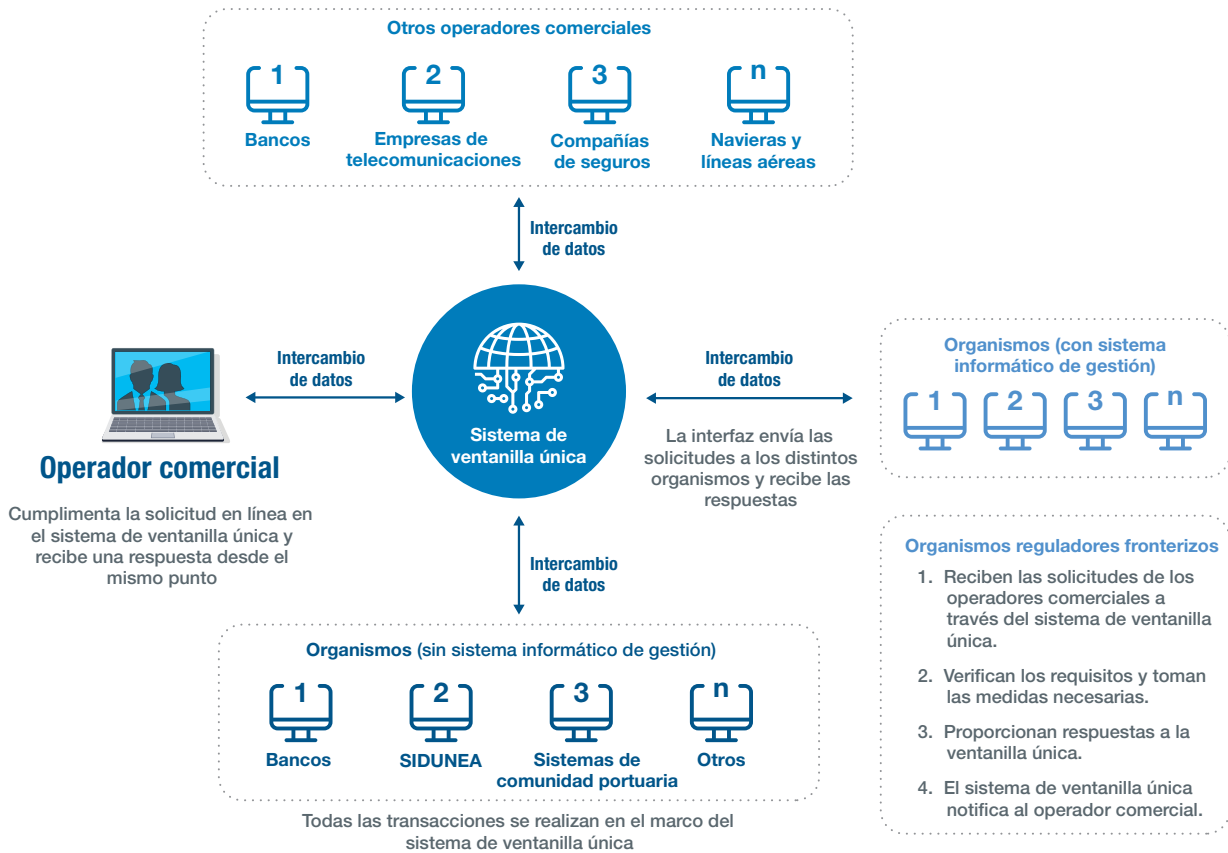 Otros operadores comerciales
1
2
3
n
Bancos
Empresas de
telecomunicaciones
Compañías
de seguros
Navieras y
líneas aéreas
Intercambio
de datos
Intercambio
de datos
Operador comercial
Cumplimenta la solicitud en línea en
el sistema de ventanilla única y
recibe una respuesta desde el
mismo punto
Sistema de
ventanilla única
Intercambio
de datos
La interfaz envía las
solicitudes a los distintos
organismos y recibe las
respuestas
Organismos (con sistema
informático de gestión)
1
2
3
n
Organismos reguladores fronterizos
1. Reciben las solicitudes de los
operadores comerciales a
través del sistema de ventanilla
única.
2. Verifican los requisitos y toman
las medidas necesarias.
3. Proporcionan respuestas a la
ventanilla única.
4. El sistema de ventanilla única
notifica al operador comercial.
Intercambio
de datos
Organismos (sin sistema informático de gestión)
1
2
3
n
Bancos
SIDUNEA
Sistemas de
comunidad portuaria
Otros
Todas las transacciones se realizan en el marco del
sistema de ventanilla única